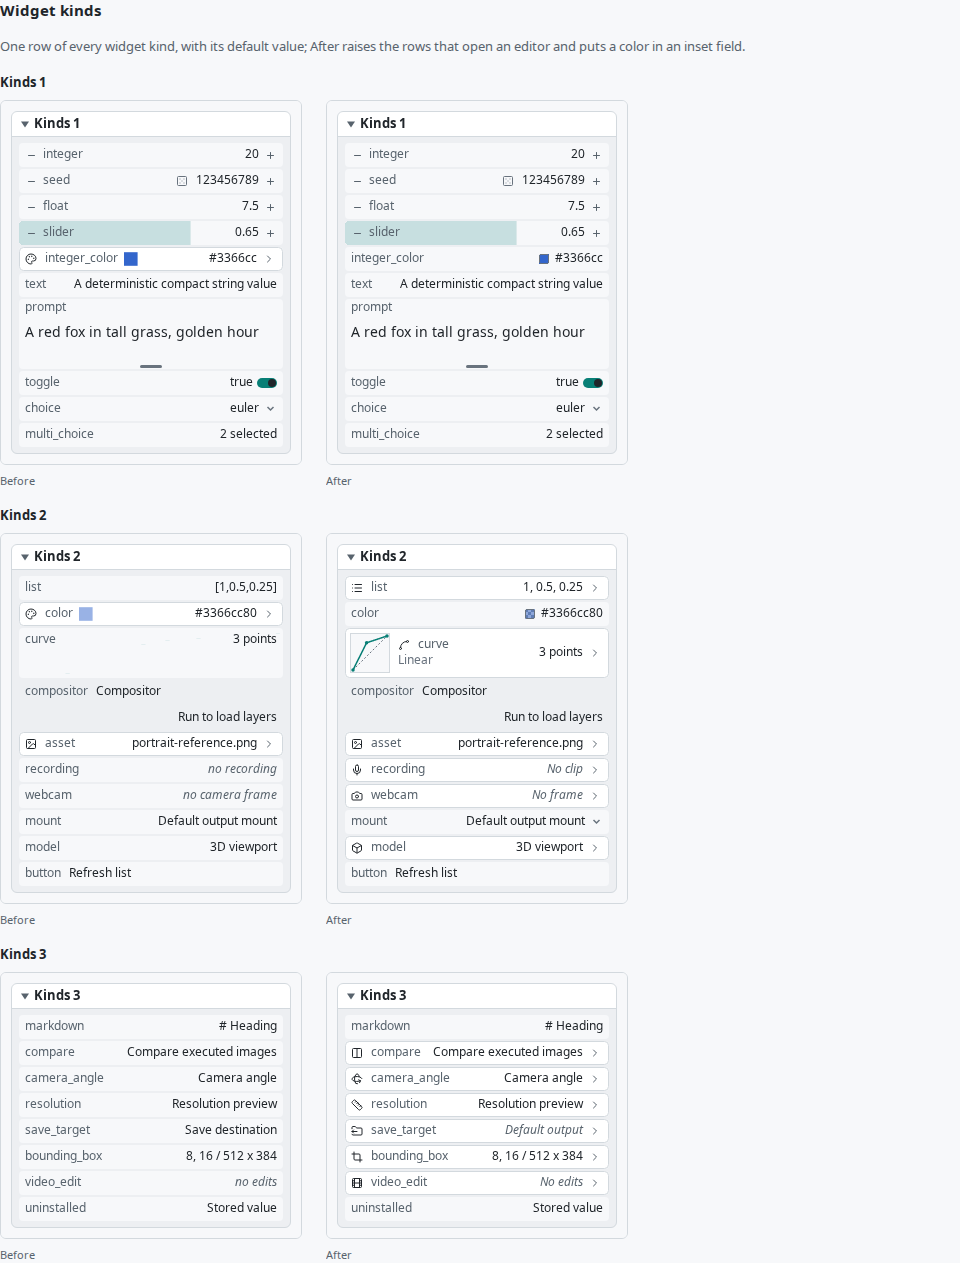 Widget kinds
One row of every widget kind, with its default value; After raises the rows that open an editor and puts a color in an inset field.
Kinds 1
Kinds 1
integer 20
seed 123456789
float 7.5
slider 0.65
integer_color #3366cc
text A deterministic compact string value
prompt
A red fox in tall grass, golden hour
toggle true
choice euler
multi_choice 2 selected
Before
Kinds 1
integer 20
seed 123456789
float 7.5
slider 0.65
integer_color #3366cc
text A deterministic compact string value
prompt
A red fox in tall grass, golden hour
toggle true
choice euler
multi_choice 2 selected
After
Kinds 2
Kinds 2
list [1,0.5,0.25]
color #3366cc80
curve 3 points
compositor Compositor
Run to load layers
asset portrait-reference.png
recording no recording
webcam no camera frame
mount Default output mount
model 3D viewport
button Refresh list
Before
Kinds 2
list 1, 0.5, 0.25
color #3366cc80
curve
Linear
3 points
compositor Compositor
Run to load layers
asset portrait-reference.png
recording No clip
webcam No frame
mount Default output mount
model 3D viewport
button Refresh list
After
Kinds 3
Kinds 3
markdown # Heading
compare Compare executed images
camera_angle Camera angle
resolution Resolution preview
save_target Save destination
bounding_box 8, 16 / 512 x 384
video_edit no edits
uninstalled Stored value
Before
Kinds 3
markdown # Heading
compare Compare executed images
camera_angle Camera angle
resolution Resolution preview
save_target Default output
bounding_box 8, 16 / 512 x 384
video_edit No edits
uninstalled Stored value
After